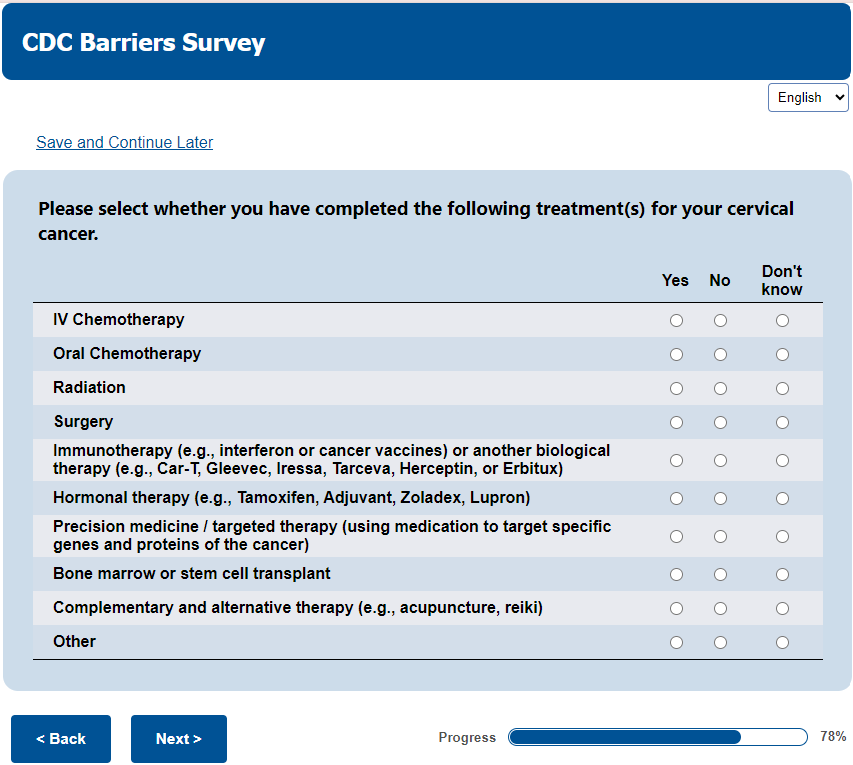 CDC Barriers Survey
English
Save and Continue Later
Please select whether you have completed the following treatment(s) for your cervical
cancer.
Yes No Don't
know
IV Chemotherapy
Oral Chemotherapy
Radiation
Surgery
Immunotherapy (e.g., interferon or cancer vaccines) or another biological
therapy (e.g., Car-T, Gleevec, Iressa, Tarceva, Herceptin, or Erbitux)
Hormonal therapy (e.g., Tamoxifen, Adjuvant, Zoladex, Lupron)
Precision medicine / targeted therapy (using medication to target specific
genes and proteins of the cancer)
Bone marrow or stem cell transplant
Complementary and alternative therapy (e.g., acupuncture, reiki)
Other
< Back Next > Progress 78%